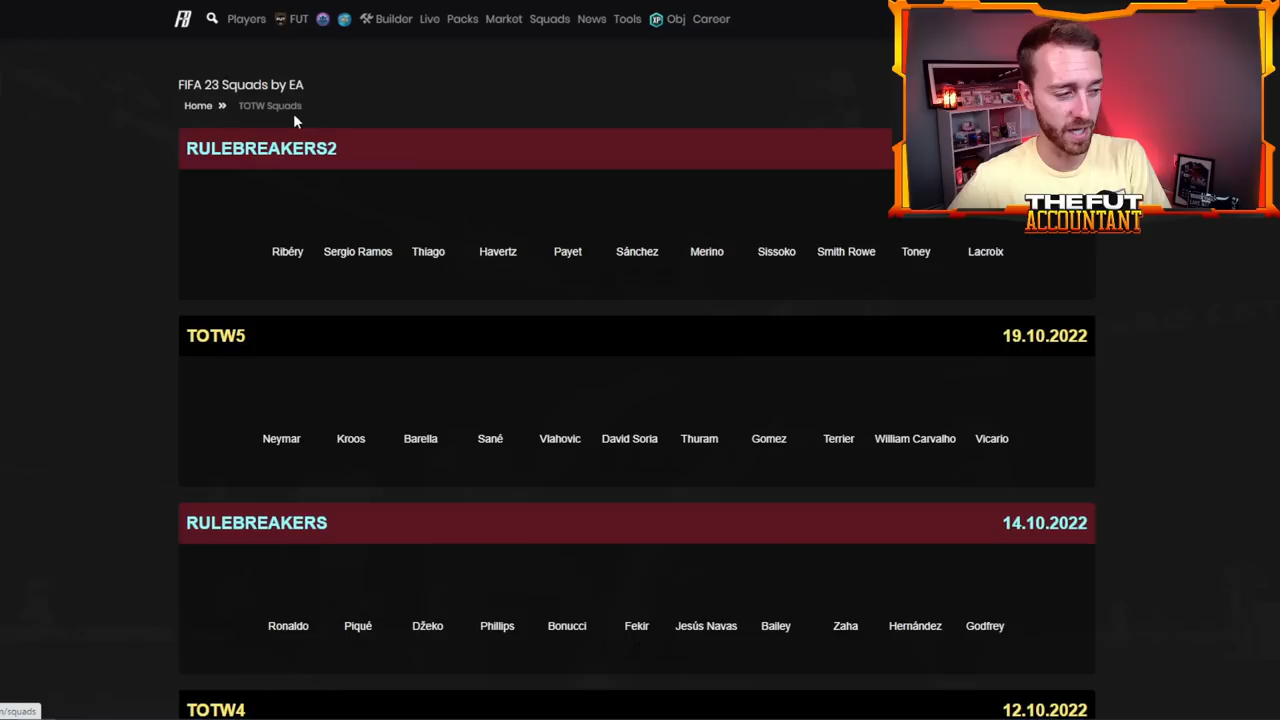 Players FUT Builder Live Packs Market Squads News Tools Obj Career
FIFA 23 Squads by EA
Home » TOTW Squads
THE FUT
ACCOUNTANT
RULEBREAKERS2
Ribéry Sergio Ramos Thiago Havertz Payet Sánchez Merino Sissoko Smith Rowe Toney Lacroix
TOTW5 19.10.2022
Neymar Kroos Barella Sané Vlahovic David Soria Thuram Gomez Terrier William Carvalho Vicario
RULEBREAKERS 14.10.2022
Ronaldo Piqué Džeko Phillips Bonucci Fekir Jesús Navas Bailey Zaha Hernández Godfrey
TOTW4 12.10.2022
n/squads